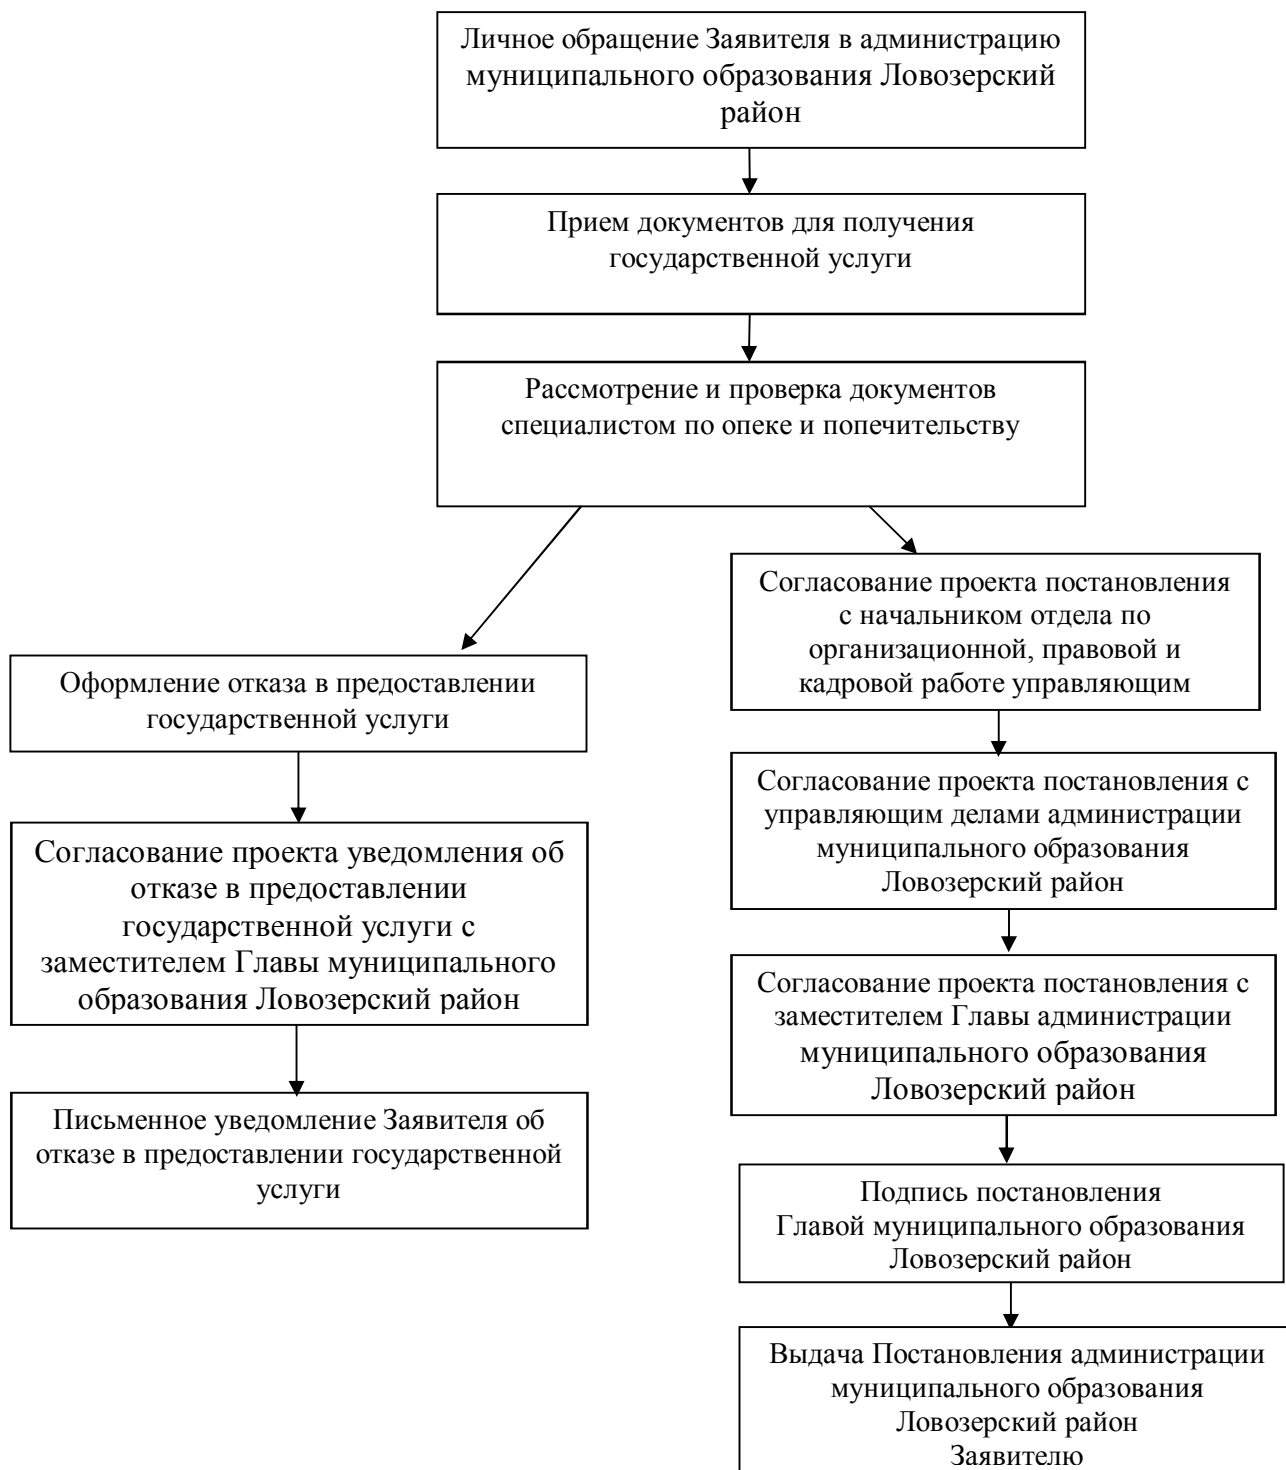 Личное обращение Заявителя в администрацию
муниципального образования Ловозерский
район
Прием документов для получения
государственной услуги
Рассмотрение и проверка документов
специалистом по опеке и попечительству
Оформление отказа в предоставлении
государственной услуги
Согласование проекта уведомления об
отказе в предоставлении
государственной услуги с
заместителем Главы муниципального
образования Ловозерский район
Письменное уведомление Заявителя об
отказе в предоставлении государственной
услуги
Согласование проекта постановления
с начальником отдела по
организационной, правовой и
кадровой работе управляющим
Согласование проекта постановления с
управляющим делами администрации
муниципального образования
Ловозерский район
Согласование проекта постановления с
заместителем Главы администрации
муниципального образования
Ловозерский район
Подпись постановления
Главой муниципального образования
Ловозерский район
Выдача Постановления администрации
муниципального образования
Ловозерский район
Заявителю